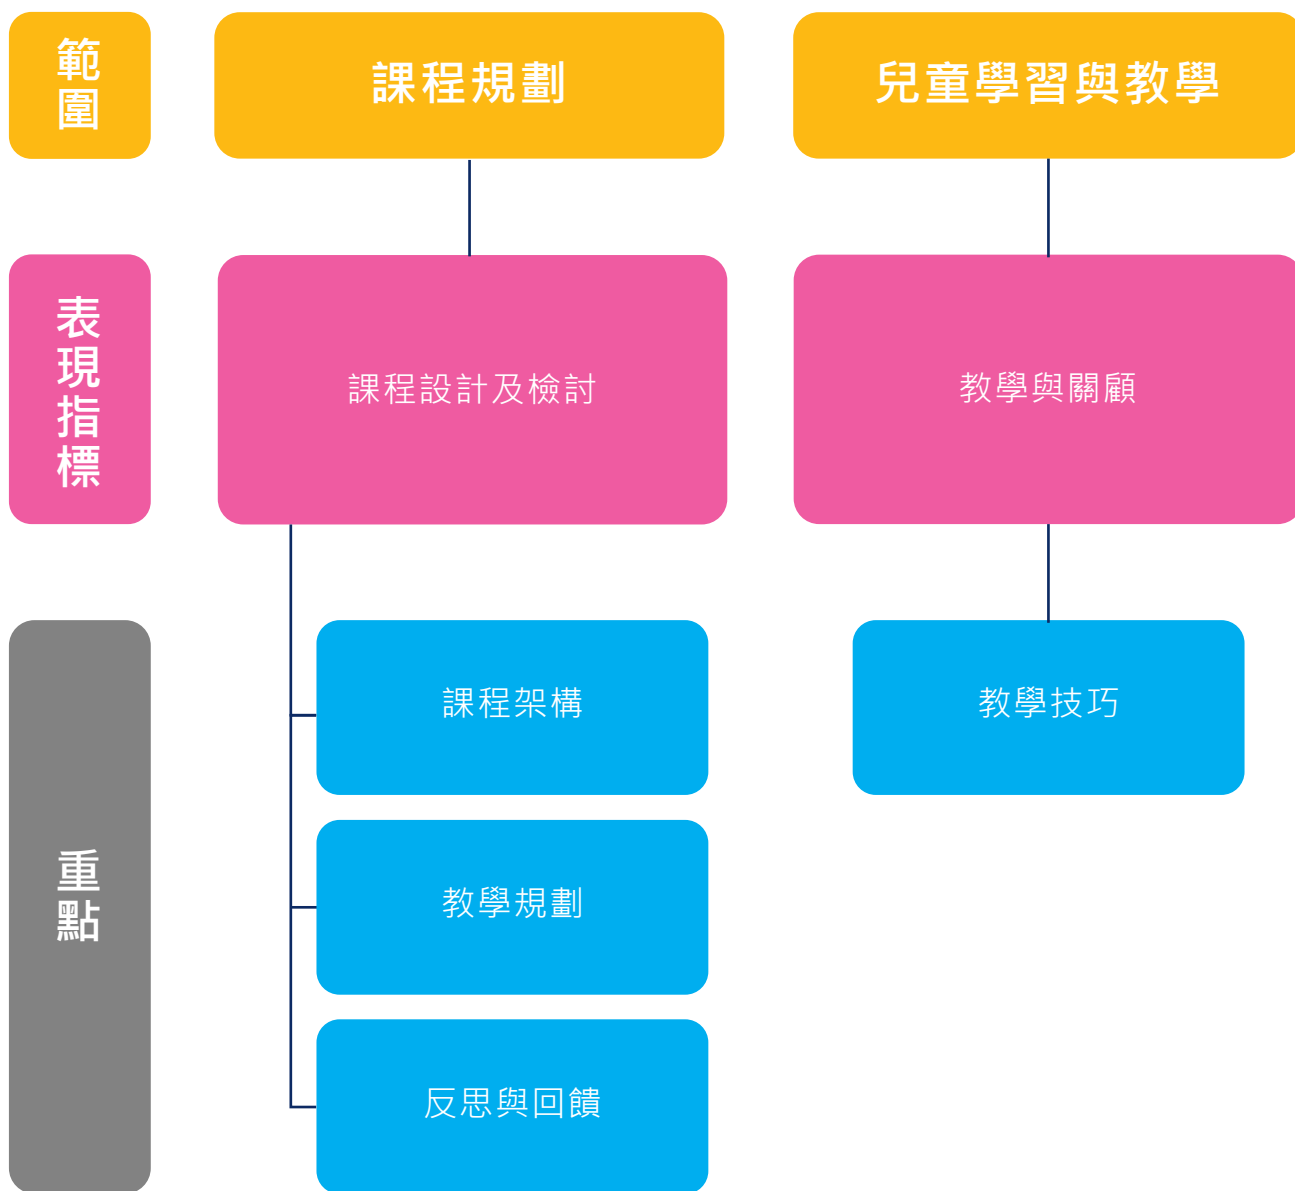 範圍
課程規劃
兒童學習與教學
表現指標
課程設計及檢討
教學與關顧
重點
課程架構
教學技巧
教學規劃
反思與回饋